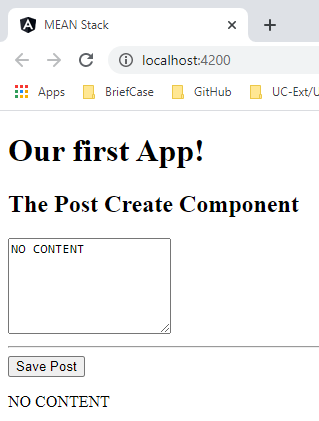 MEAN Stack
localhost:4200
Apps BriefCase GitHub UC-Ext/U
Our first App!
The Post Create Component
NO CONTENT
Save Post
NO CONTENT